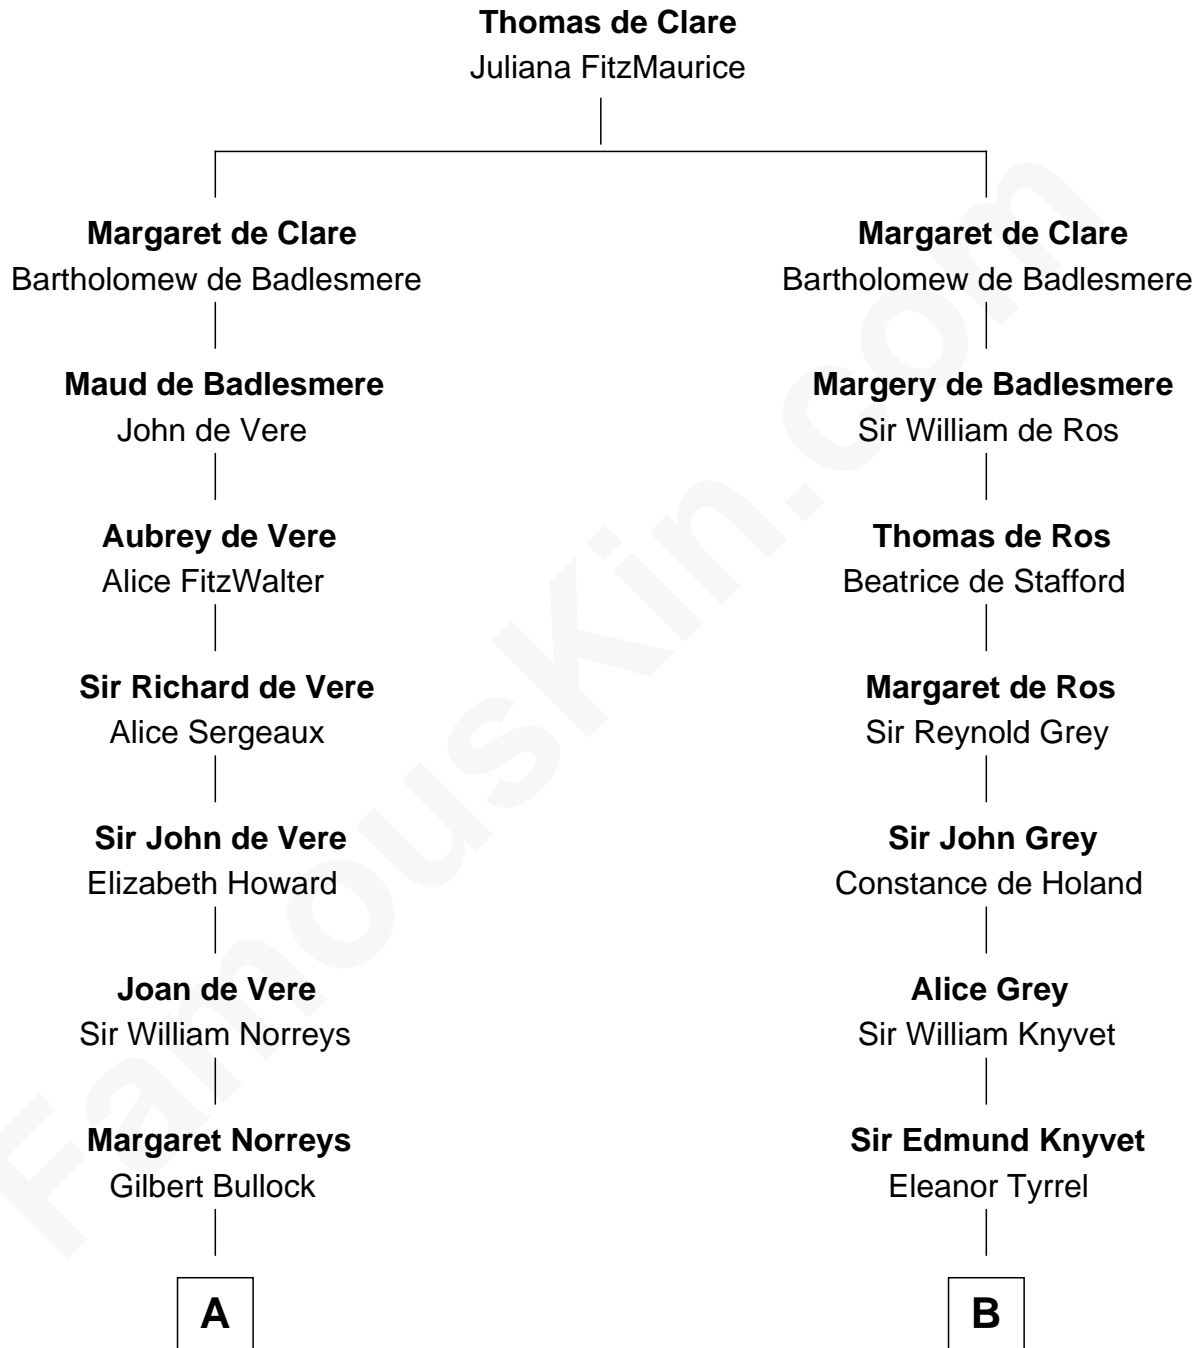 Thomas de Clare
Juliana FitzMaurice
Margaret de Clare
Bartholomew de Badlesmere
Margaret de Clare
Bartholomew de Badlesmere
Maud de Badlesmere
John de Vere
Margery de Badlesmere
Sir William de Ros
Aubrey de Vere
Alice FitzWalter
Thomas de Ros
Beatrice de Stafford
Sir Richard de Vere
Alice Sergeaux
Margaret de Ros
Sir Reynold Grey
Sir John de Vere
Elizabeth Howard
Sir John Grey
Constance de Holand
Joan de Vere
Sir William Norreys
Alice Grey
Sir William Knyvet
Margaret Norreys
Gilbert Bullock
Sir Edmund Knyvet
Eleanor Tyrrel
A
B
FamousKin.com